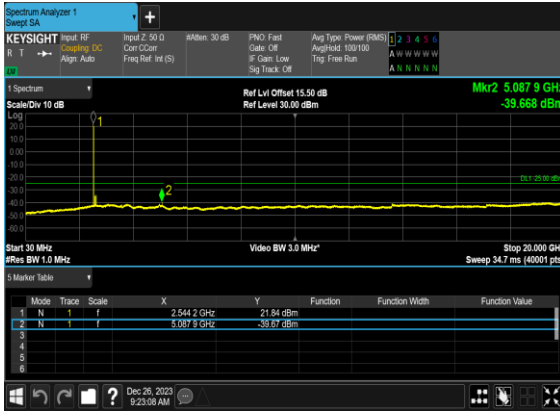 Spectrum Analyzer 1
Swept SA
+
KEYSIGHT Input: RF Input Z: 50 Ω #Atten: 30 dB PNO: Fast Avg Type: Power (RMS) 1 2 3 4 5 6
R T Coupling: DC Corr CCorr Gate: Off Avg|Hold: 100/100 A W W W W W
Align: Auto Freq Ref: Int (S) IF Gain: Low Trig: Free Run
Sig Track: Off A N N N N N
1 Spectrum Ref Lvl Offset 15.50 dB Mkr2 5.087 9 GHz
Scale/Div 10 dB Ref Level 30.00 dBm -39.668 dBm
Log
20.0
10.0
0.00
-10.0
-20.0
-30.0
-40.0
-50.0
-60.0
1
2
DL1 -25.00 dBm
Start 30 MHz Video BW 3.0 MHz* Stop 20.000 GHz
#Res BW 1.0 MHz Sweep 34.7 ms (40001 pts)
5 Marker Table
Mode Trace Scale X Y Function Function Width Function Value
1 N 1 f 2.544 2 GHz 21.84 dBm
2 N 1 f 5.087 9 GHz -39.67 dBm
3
4
5
6
? Dec 26, 2023
9:23:08 AM